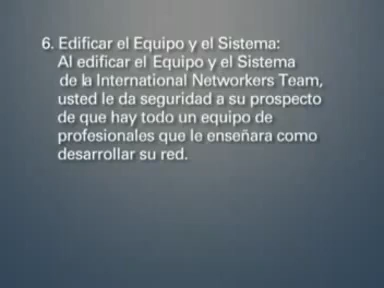 6. Edificar el Equipo y el Sistema:
Al edificar el Equipo y el Sistema
de la International Networkers Team,
usted le da seguridad a su prospecto
de que hay todo un equipo de
profesionales que le enseñara como
desarrollar su red.